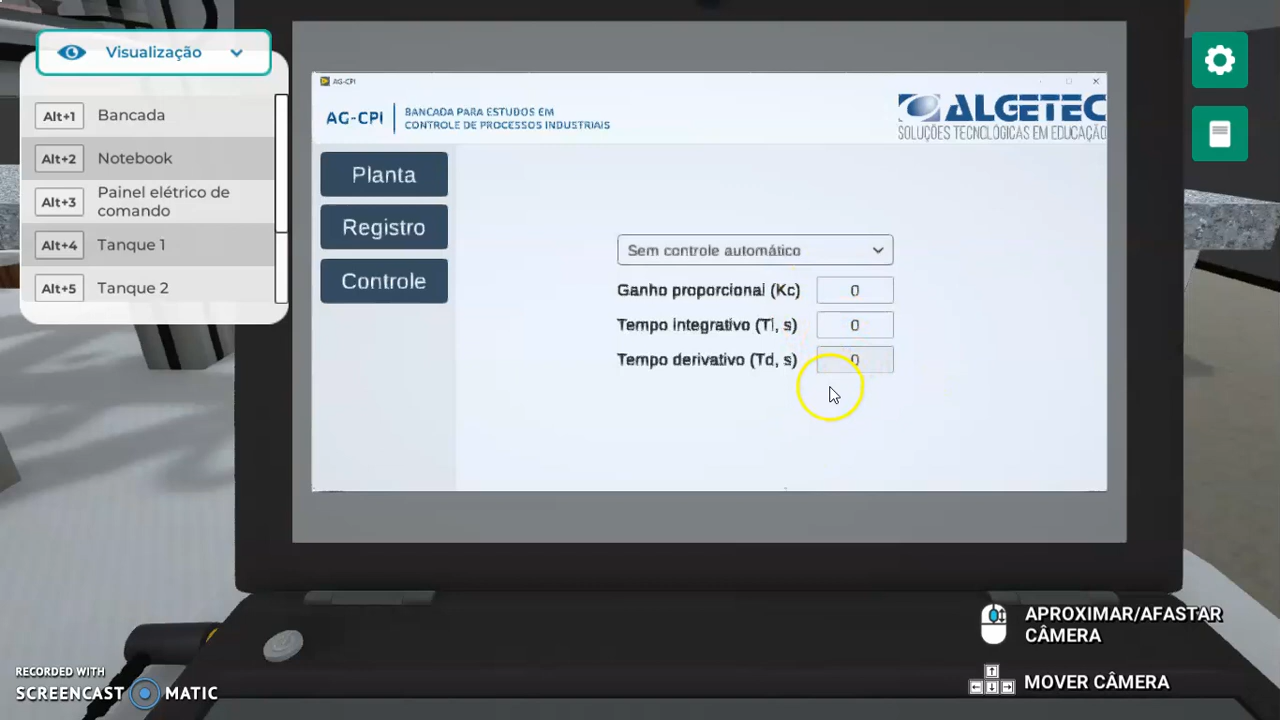 Visualização
Alt+1 Bancada
Alt+2 Notebook
Alt+3 Painel elétrico de
comando
Alt+4 Tanque 1
Alt+5 Tanque 2
AG-CPI
AG-CPI
BANCADA PARA ESTUDOS EM
CONTROLE DE PROCESSOS INDUSTRIAIS
ALGETEC
SOLUÇÕES TECNOLÓGICAS EM EDUCAÇÃO
Planta
Registro
Controle
Sem controle automático
Ganho proporcional (Kc) 0
Tempo integrativo (Ti, s) 0
Tempo derivativo (Td, s) 0
APROXIMAR/AFASTAR
CÂMERA
MOVER CÂMERA
RECORDED WITH
SCREENCAST MATIC